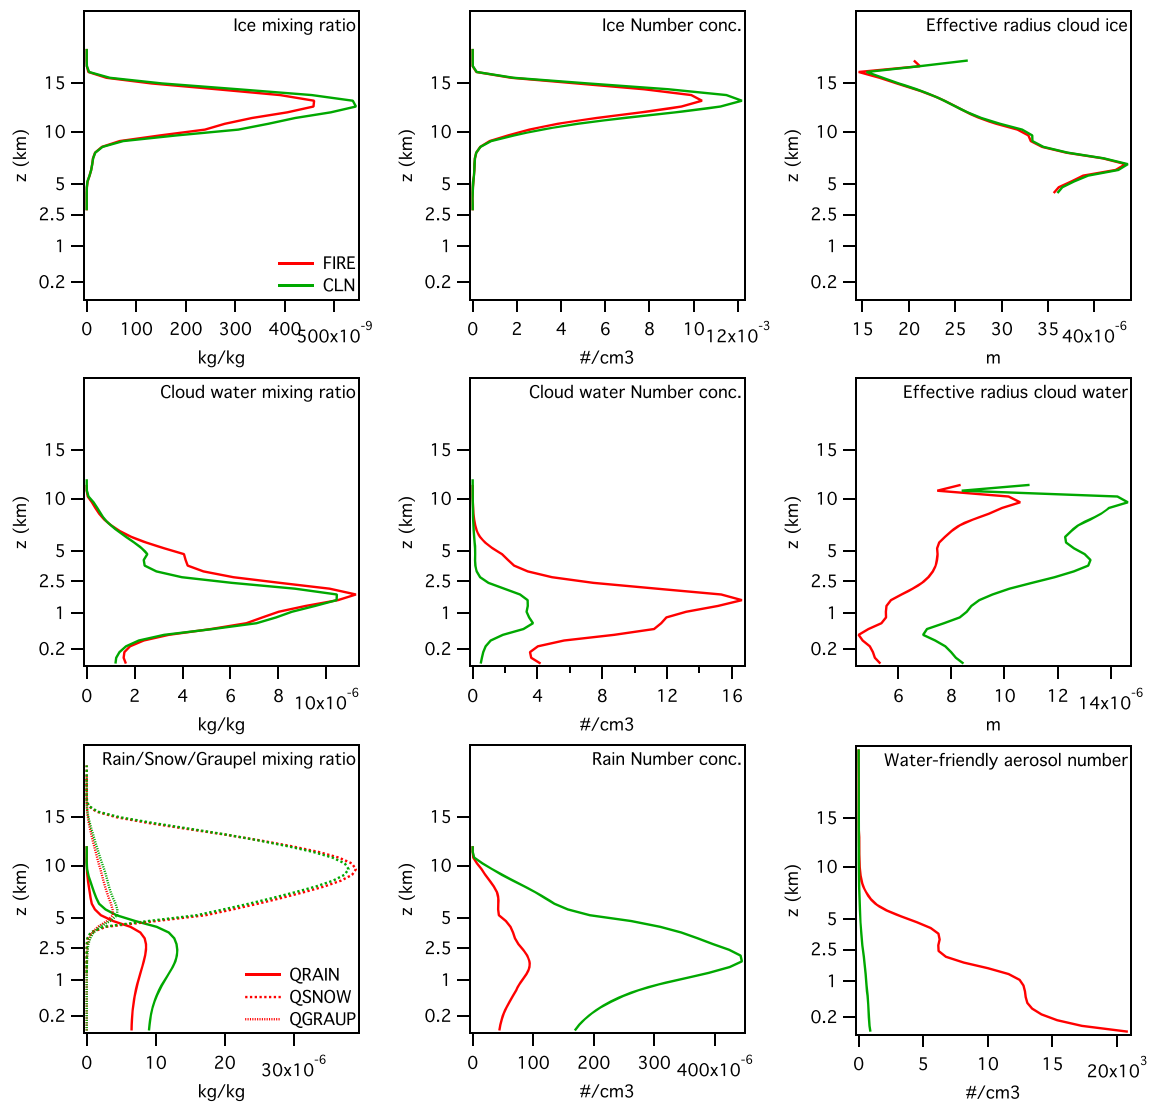 Ice mixing ratio
z (km)
15
10
5
2.5
1
0.2
FIRE
CLN
0 100 200 300 400 500x10-9
kg/kg
Ice Number conc.
z (km)
15
10
5
2.5
1
0.2
0 2 4 6 8 10 12x10-3
#/cm3
Effective radius cloud ice
z (km)
15
10
5
2.5
1
0.2
15 20 25 30 35 40x10-6
m
Cloud water mixing ratio
z (km)
15
10
5
2.5
1
0.2
0 2 4 6 8 10x10-6
kg/kg
Cloud water Number conc.
z (km)
15
10
5
2.5
1
0.2
0 4 8 12 16
#/cm3
Effective radius cloud water
z (km)
15
10
5
2.5
1
0.2
6 8 10 12 14x10-6
m
Rain/Snow/Graupel mixing ratio
z (km)
15
10
5
2.5
1
0.2
QRAIN
QSNOW
QGRAUP
0 10 20 30x10-6
kg/kg
Rain Number conc.
z (km)
15
10
5
2.5
1
0.2
0 100 200 300 400x10-6
#/cm3
Water-friendly aerosol number
z (km)
15
10
5
2.5
1
0.2
0 5 10 15 20x103
#/cm3